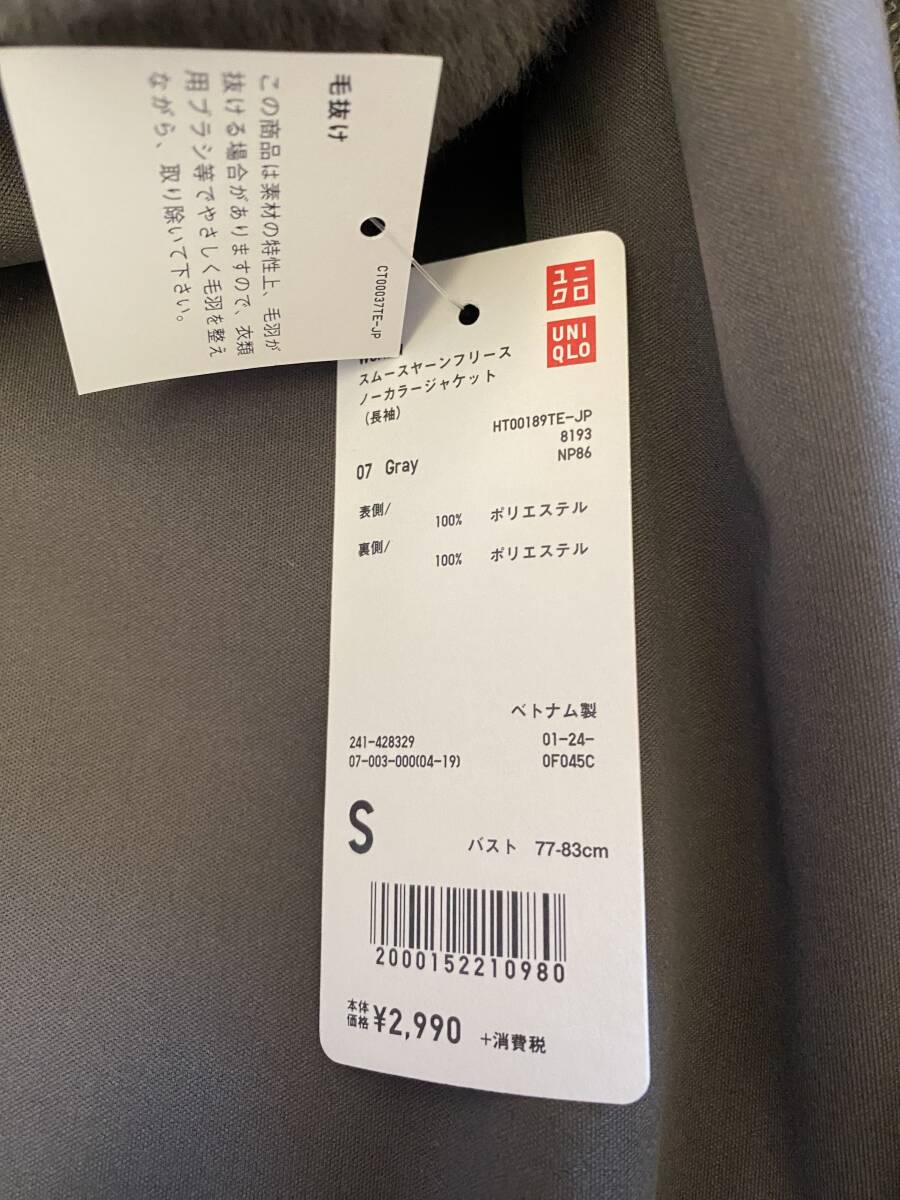 毛抜け
この商品は素材の特性上、毛羽が
抜ける場合がありますので、衣類
用ブラシ等でやさしく毛羽を整え
ながら、取り除いて下さい。
CT00037TE-JP
ユニ
クロ
UNI
QLO
スムースヤーンフリース
ノーカラージャケット
(長袖)
HT00189TE-JP
8193
NP86
07 Gray
表側/ 100% ポリエステル
裏側/ 100% ポリエステル
ベトナム製
241-428329 01-24-
07-003-000(04-19) 0F045C
S バスト 77-83cm
2000152210980
本体
価格 ¥2,990 +消費税